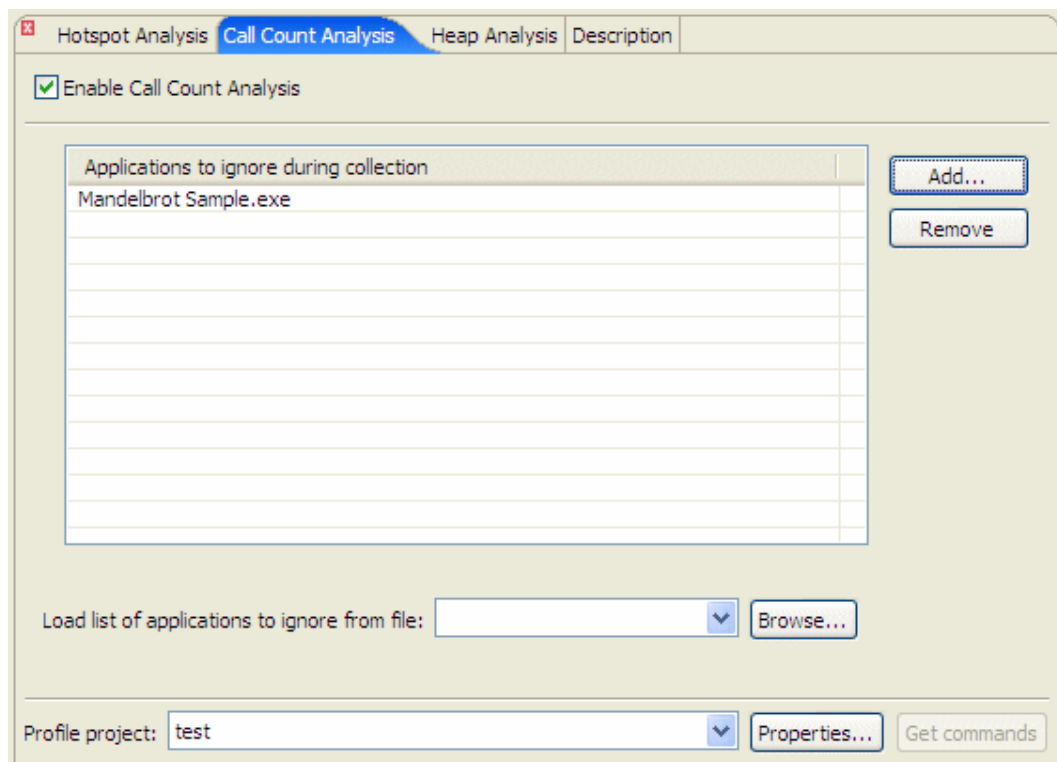 Hotspot Analysis Call Count Analysis Heap Analysis Description
Enable Call Count Analysis
Applications to ignore during collection
Add...
Mandelbrot Sample.exe
Remove
Load list of applications to ignore from file: Browse...
Profile project: test Properties... Get commands